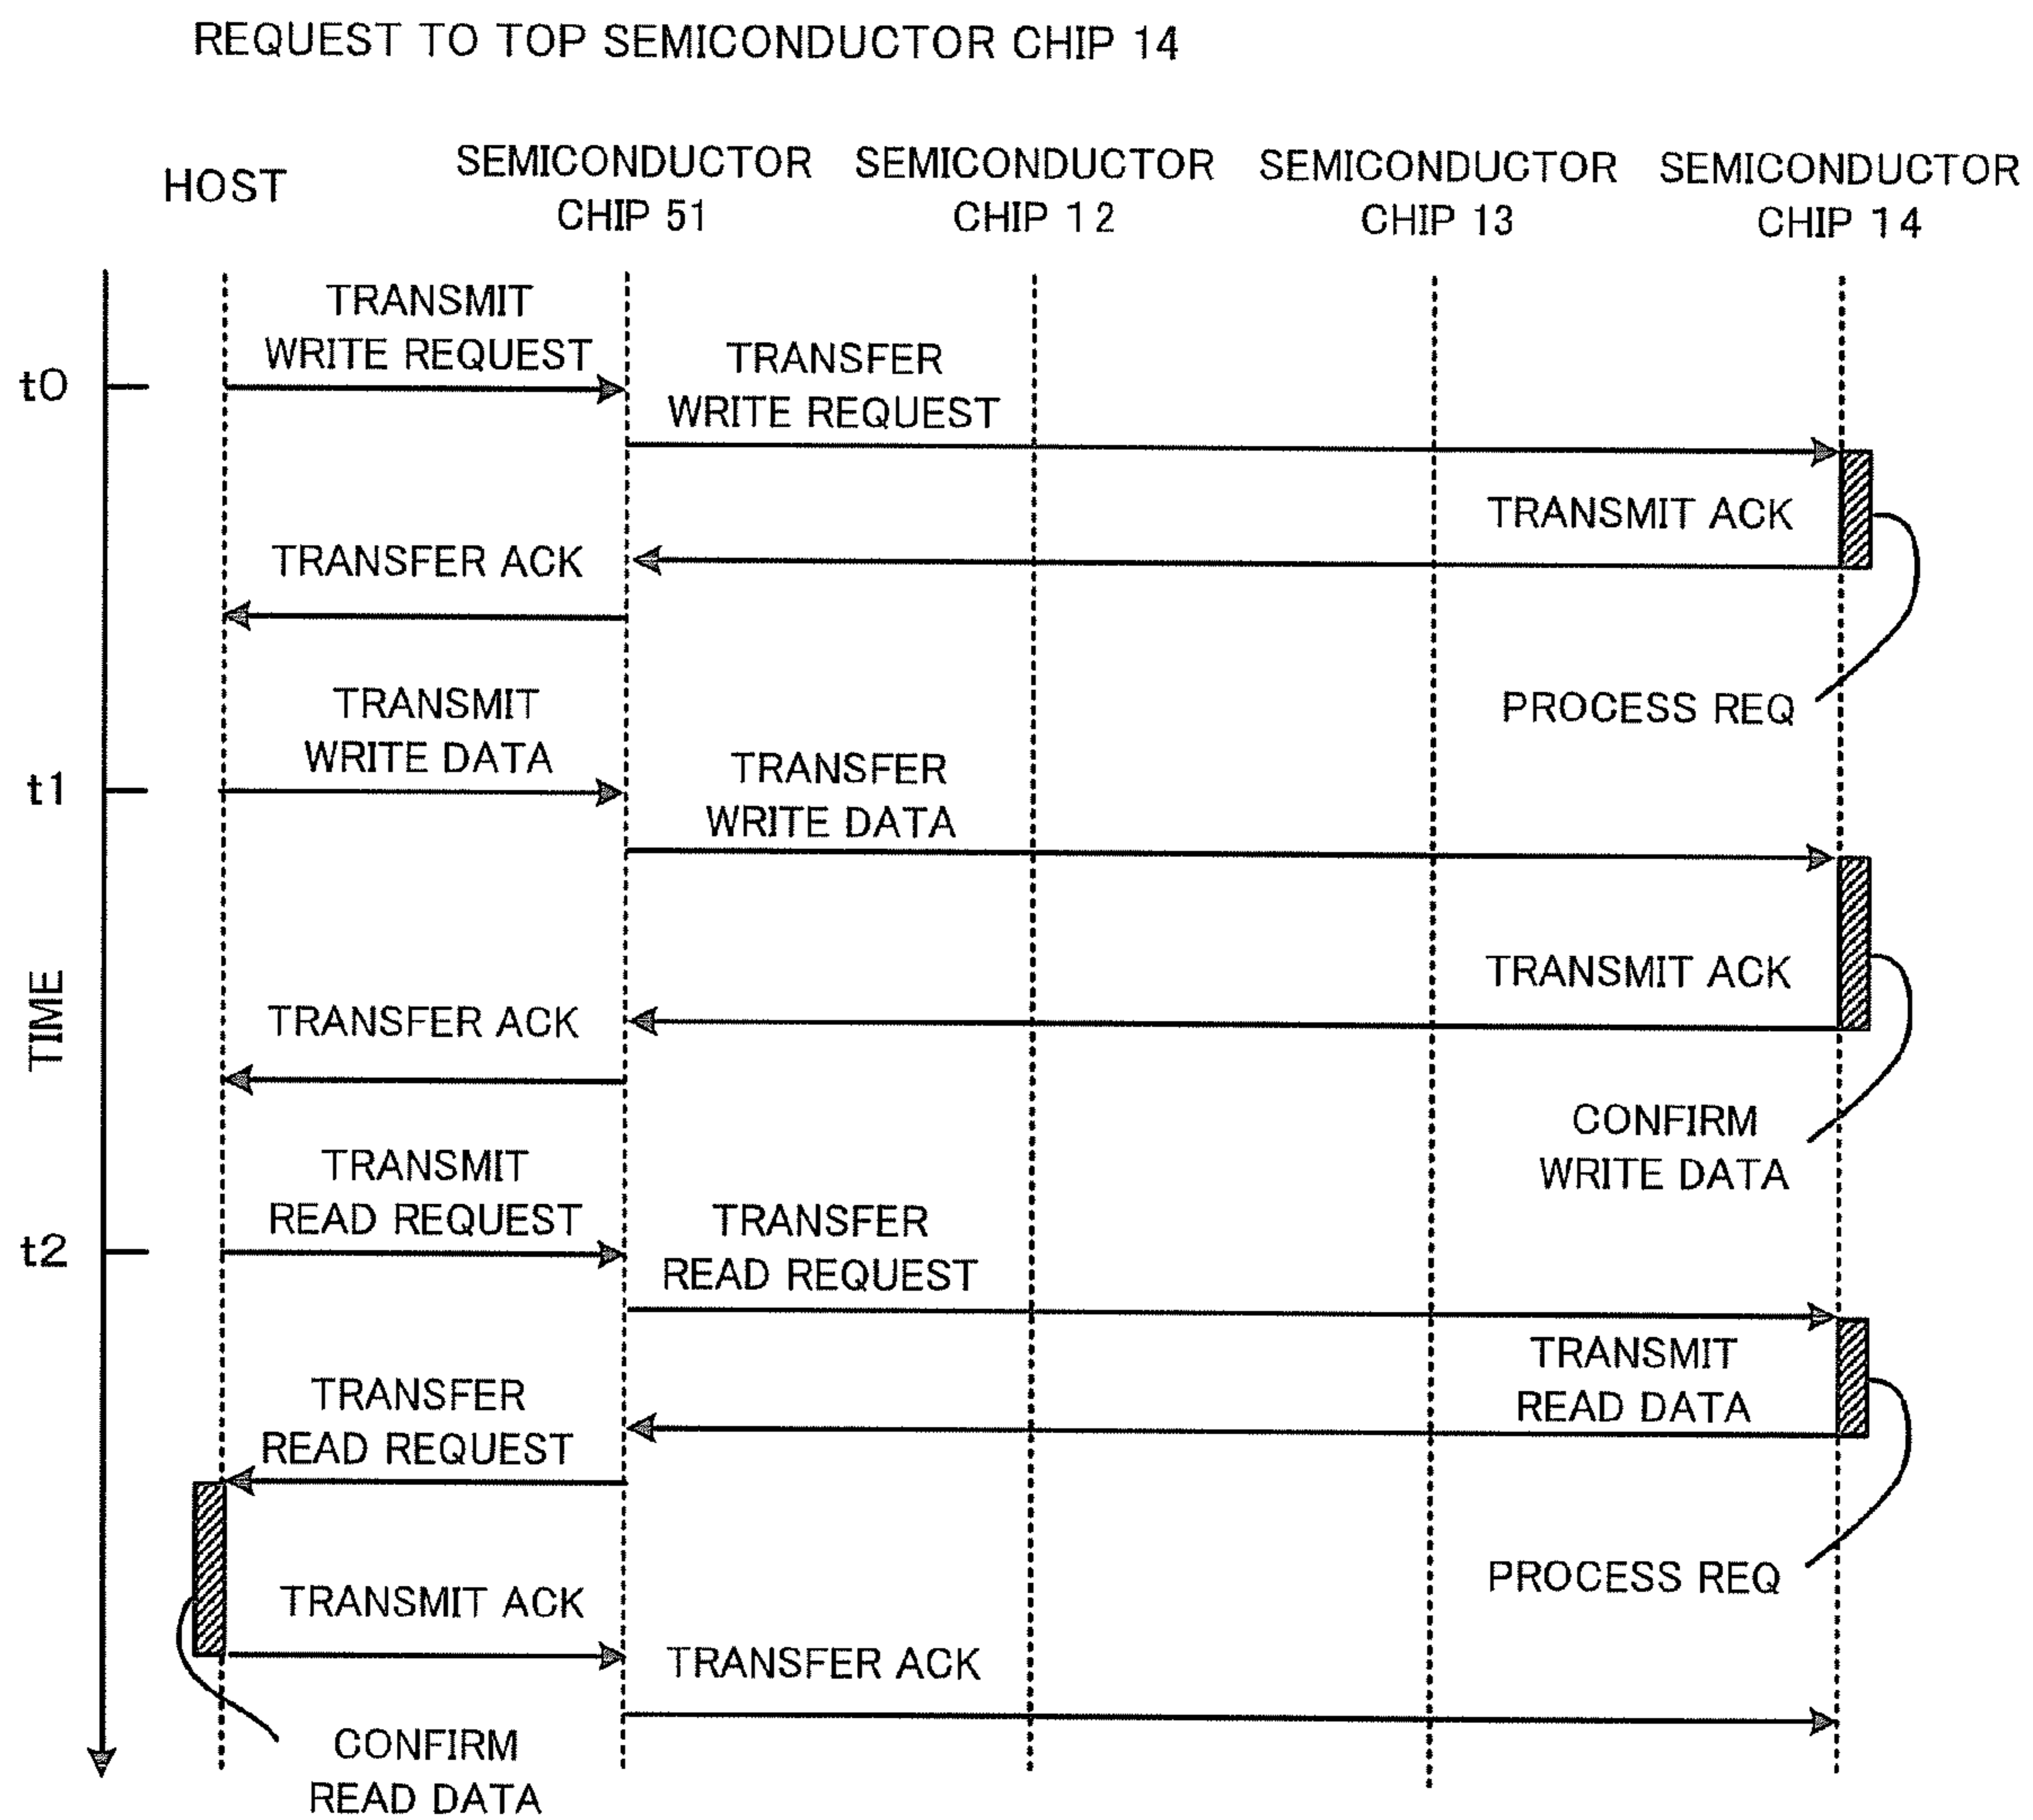 REQUEST TO TOP SEMICONDUCTOR CHIP 14
HOST
SEMICONDUCTOR
CHIP 51
SEMICONDUCTOR
CHIP 12
SEMICONDUCTOR
CHIP 13
SEMICONDUCTOR
CHIP 14
TRANSMIT
WRITE REQUEST
t0
TRANSFER
WRITE REQUEST
TRANSMIT ACK
TRANSFER ACK
PROCESS REQ
TRANSMIT
WRITE DATA
t1
TRANSFER
WRITE DATA
TRANSMIT ACK
TRANSFER ACK
TIME
CONFIRM
WRITE DATA
TRANSMIT
READ REQUEST
t2
TRANSFER
READ REQUEST
TRANSMIT
READ DATA
TRANSFER
READ REQUEST
PROCESS REQ
TRANSMIT ACK
TRANSFER ACK
CONFIRM
READ DATA